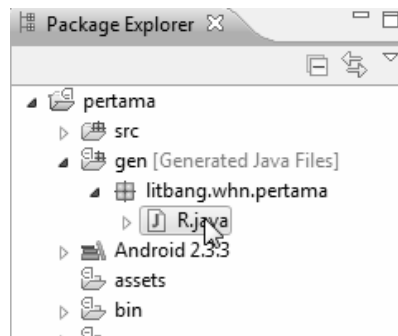 Package Explorer
pertama
src
gen [Generated Java Files]
litbang.whn.pertama
J R.java
Android 2.3.3
assets
bin